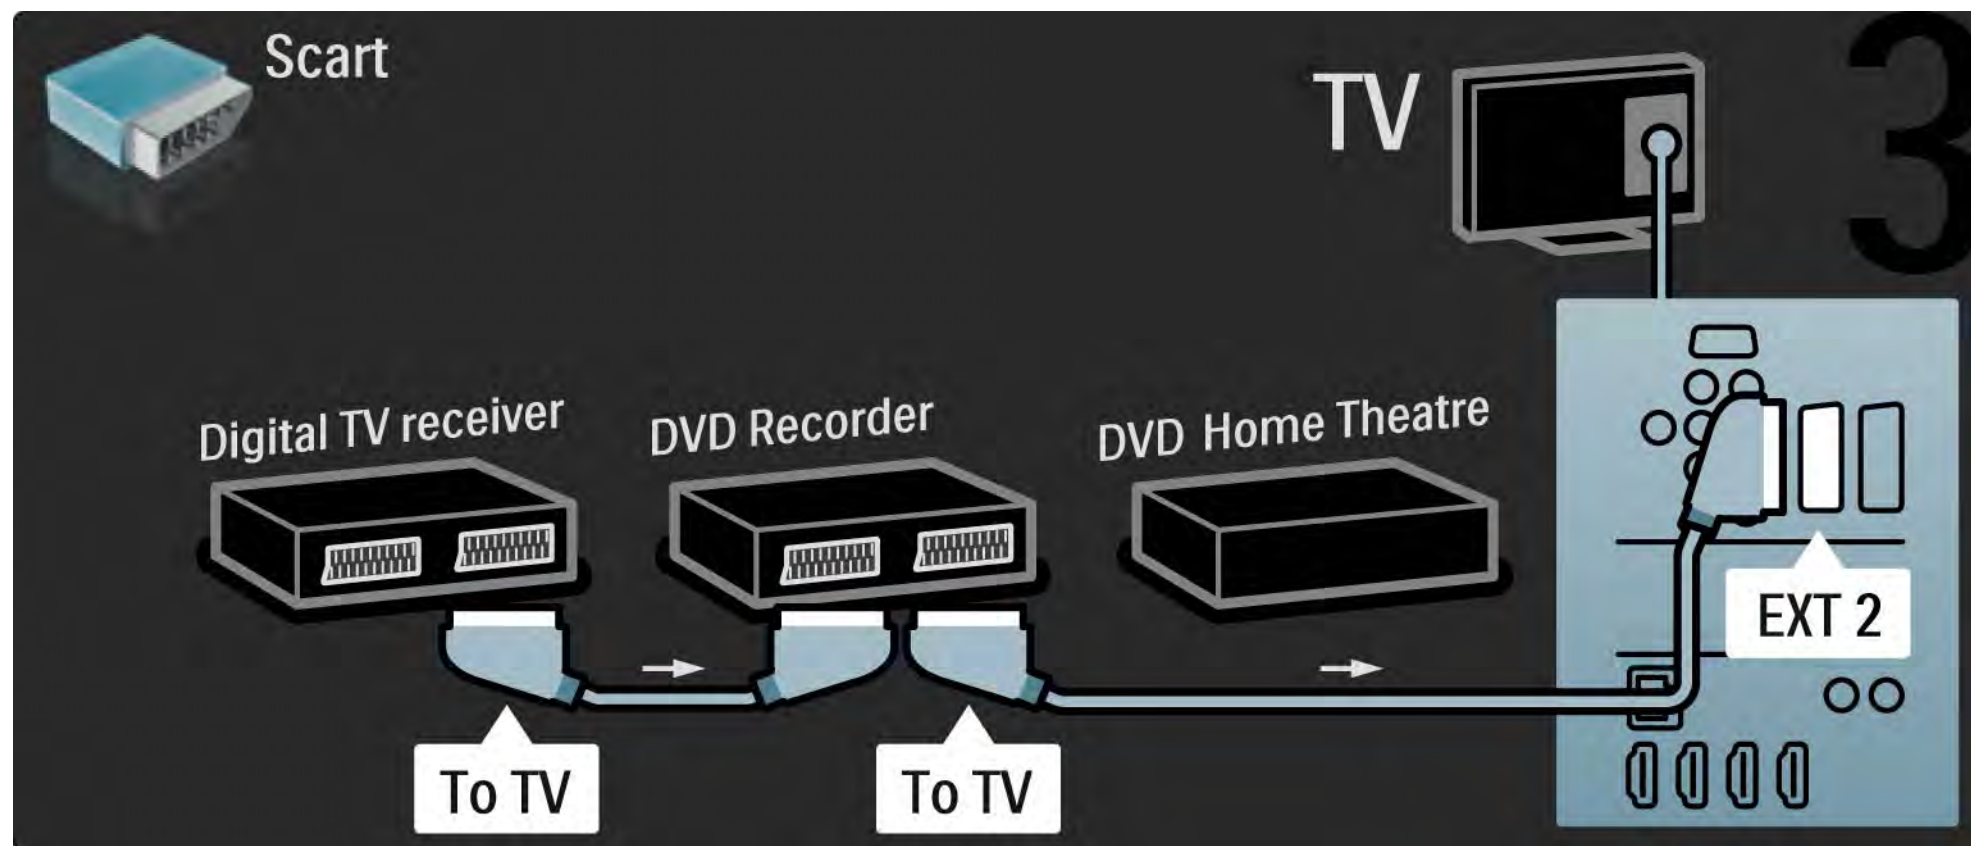 Scart
TV
3
Digital TV receiver
DVD Recorder
DVD Home Theatre
EXT 2
To TV
To TV